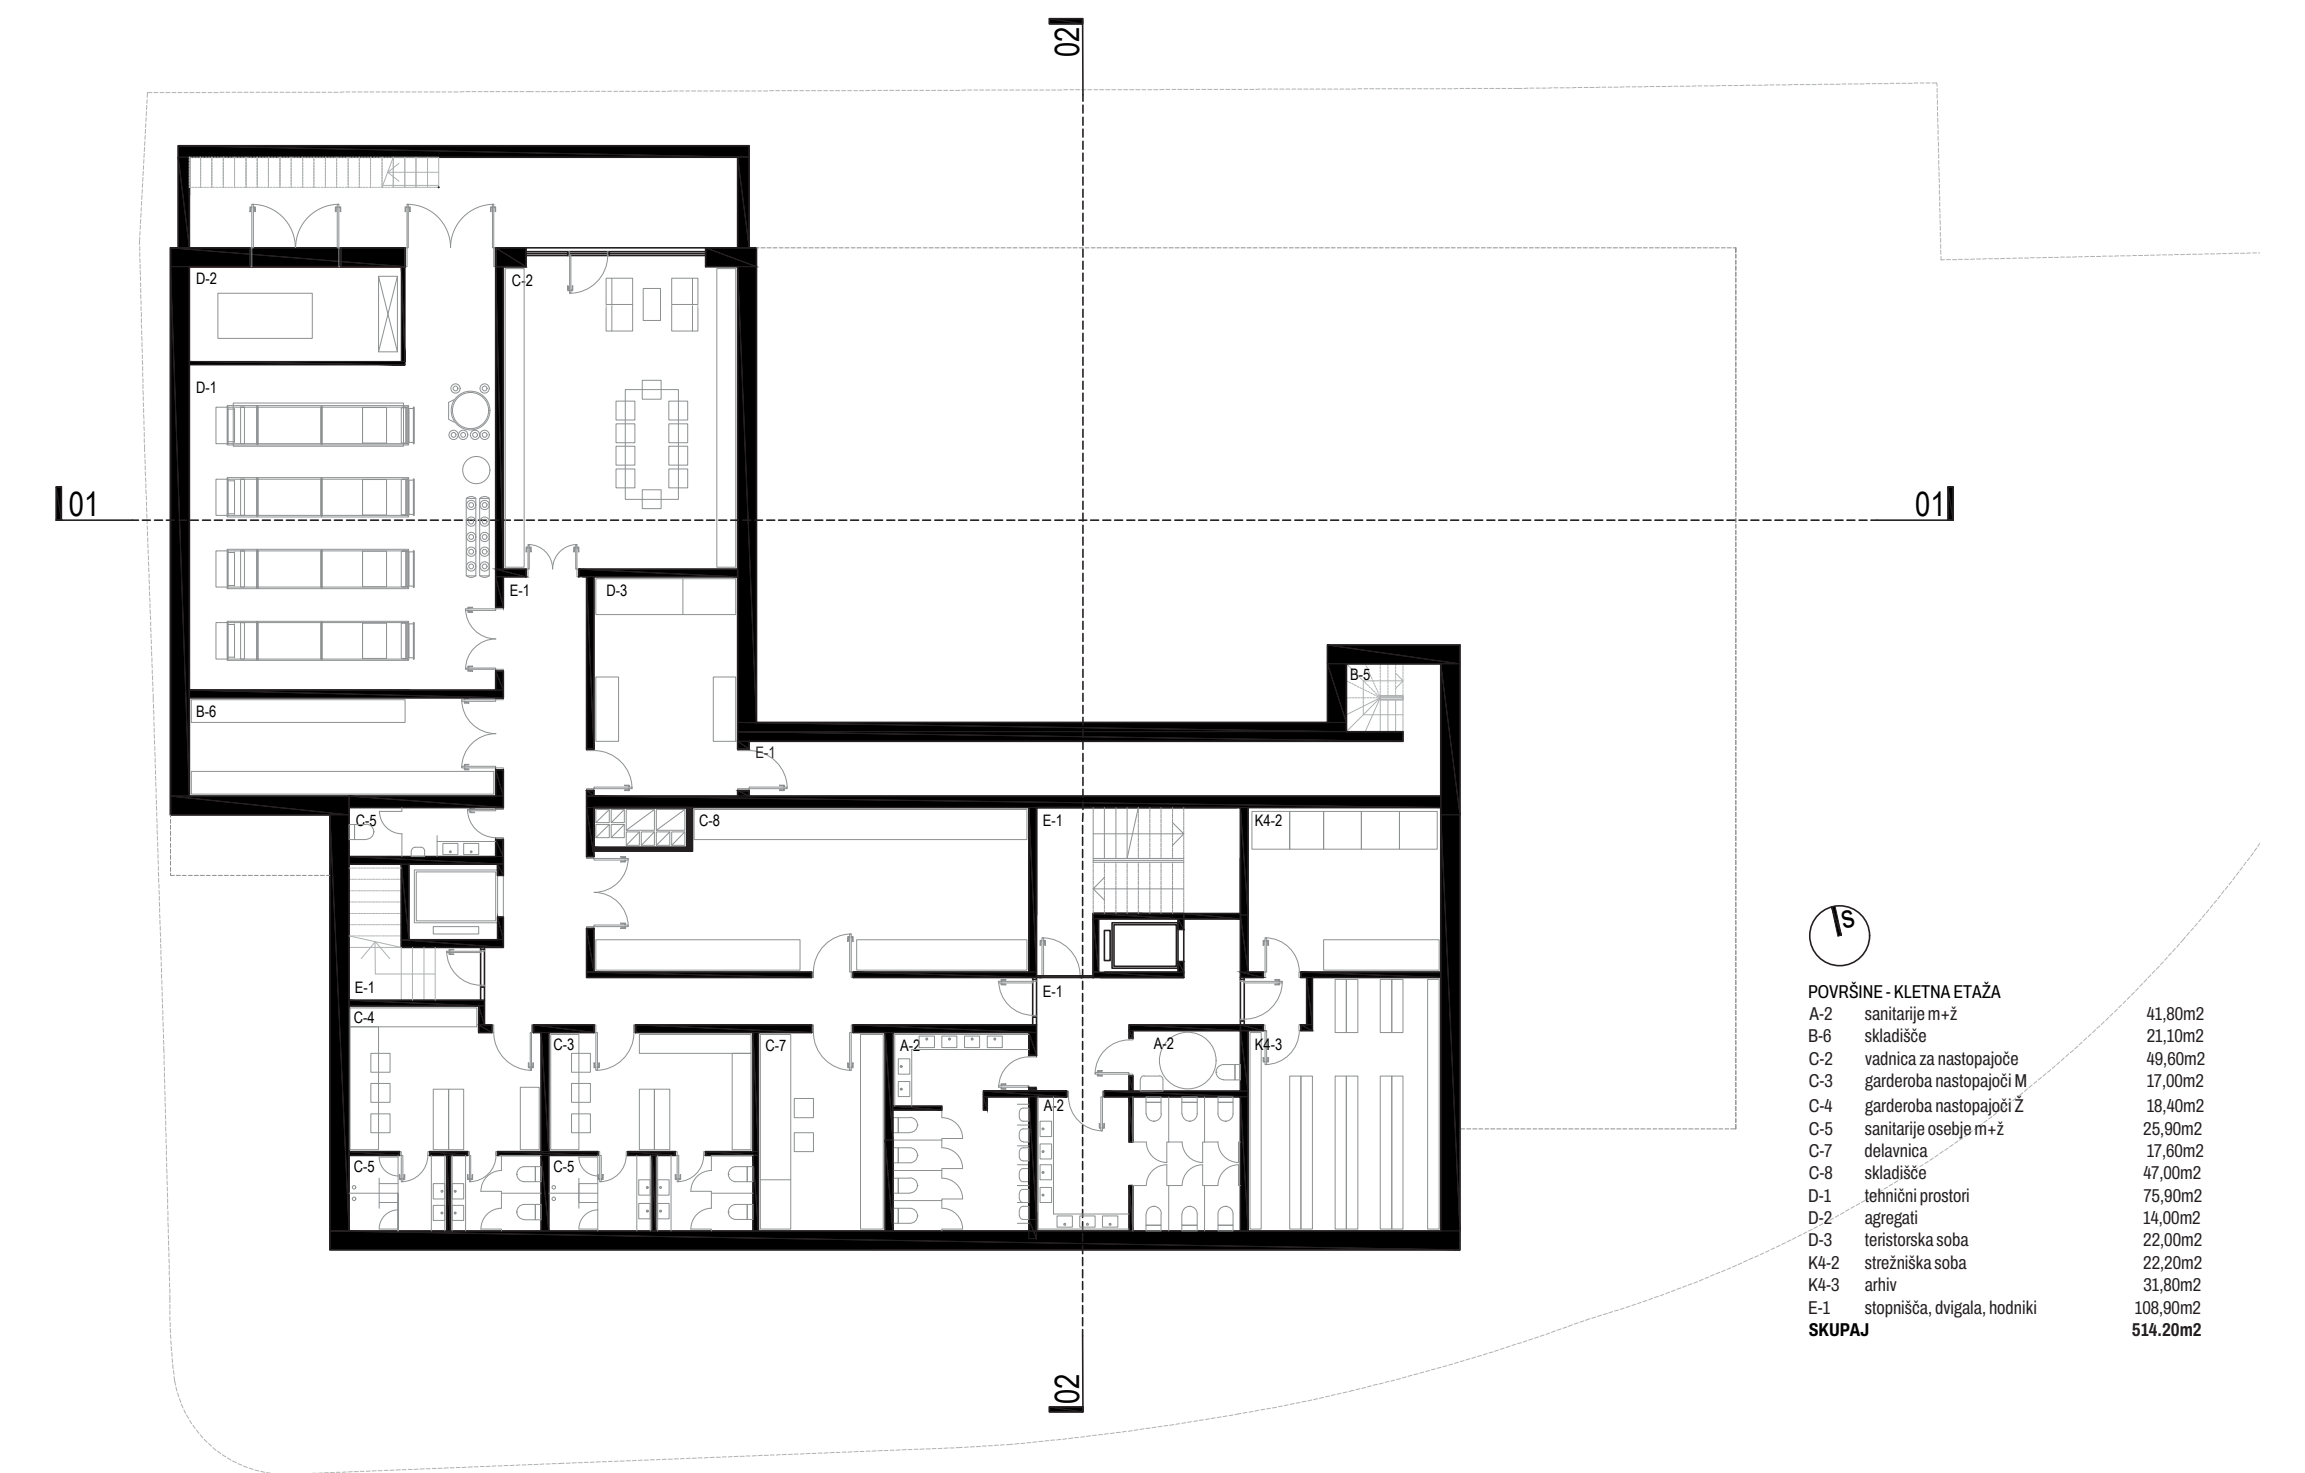 02
D-2
C-2
D-1
01
01
E-1
D-3
B-5
B-6
E-1
C-5
C-8
E-1
K4-2
E-1
E-1
C-4
C-3
C-7
A-2
A-2
K4-3
A-2
C-5
C-5
02
S
POVRŠINE - KLETNA ETAŽA
A-2 sanitarije m+ž 41,80m2
B-6 skladišče 21,10m2
C-2 vadnica za nastopajoče 49,60m2
C-3 garderoba nastopajoči M 17,00m2
C-4 garderoba nastopajoči Ž 18,40m2
C-5 sanitarije osebje m+ž 25,90m2
C-7 delavnica 17,60m2
C-8 skladišče 47,00m2
D-1 tehnični prostori 75,90m2
D-2 agregati 14,00m2
D-3 teristorska soba 22,00m2
K4-2 strežniška soba 22,20m2
K4-3 arhiv 31,80m2
E-1 stopnišča, dvigala, hodniki 108,90m2
SKUPAJ 514.20m2